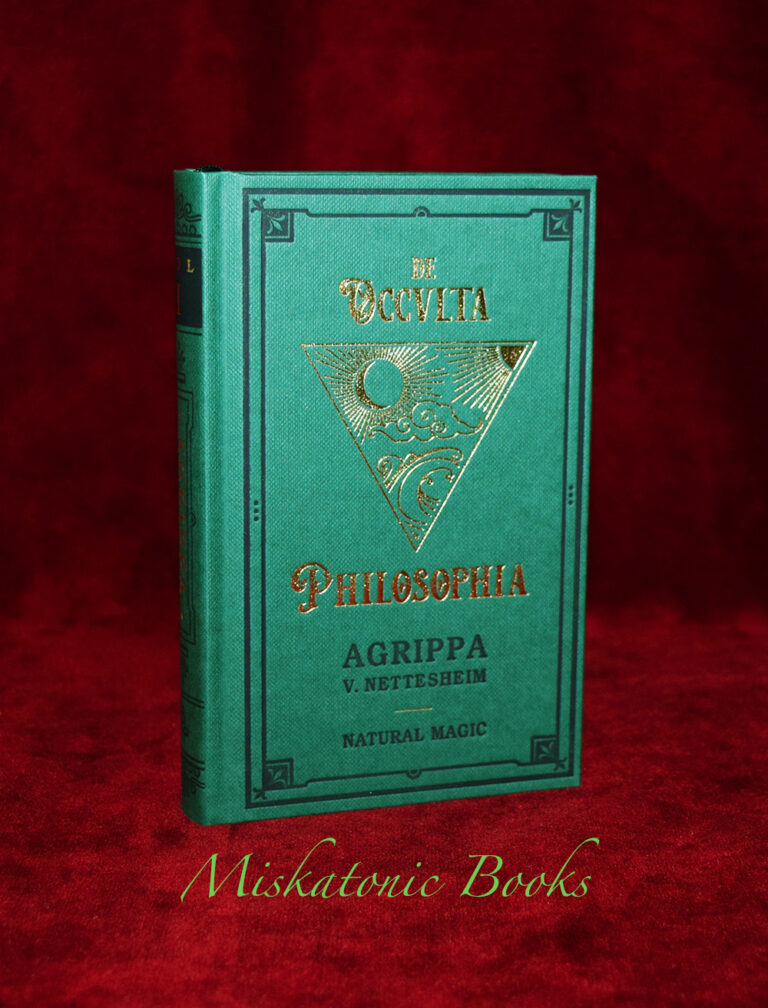 DE
OCCVLTA
PHILOSOPHIA
AGRIPPA
V. NETTESHEIM
NATURAL MAGIC
Miskatonic Books